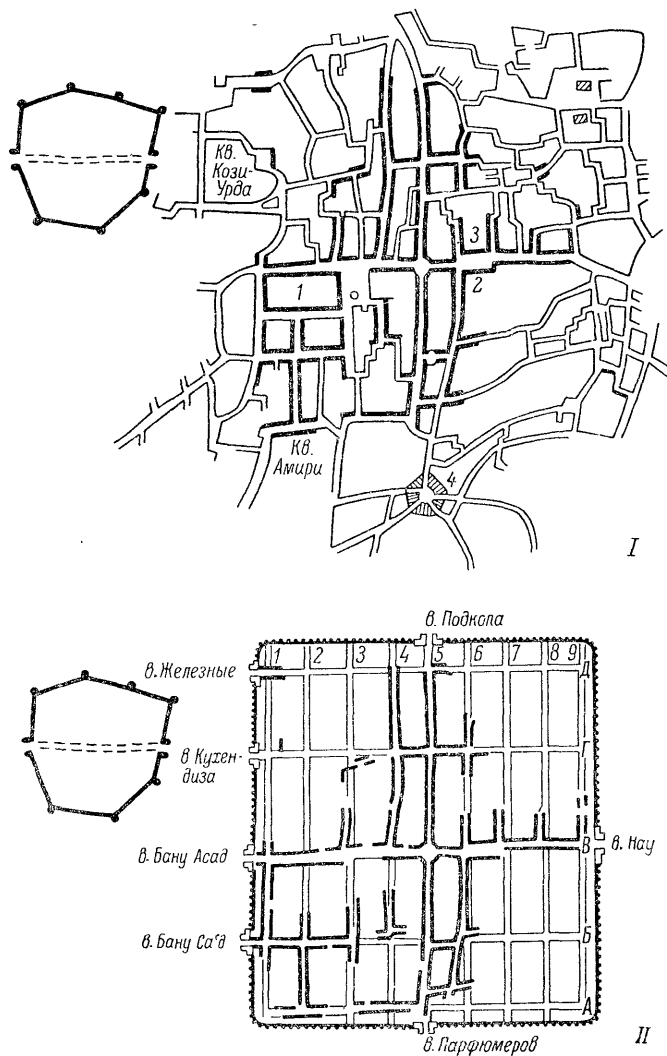 Кв.
Кози-
Урда
3
1
2
Кв.
Амири
4
I
в. Подкопа
1 2 3 4 5 6 7 8 9
Д
в. Железные
в Кухен-
диза
Г
в. Бану Асад
В
в. Нау
в. Бану Са'д
Б
А
в. Парфюмеров
II